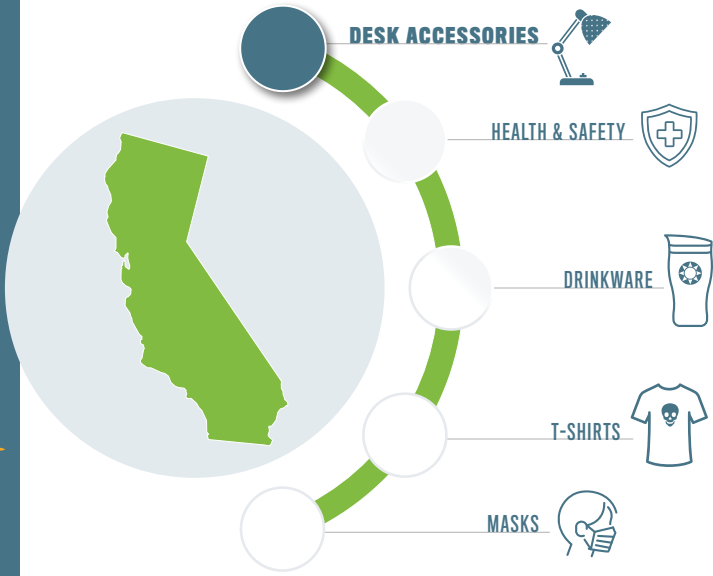 DESK ACCESSORIES
HEALTH & SAFETY
DRINKWARE
T-SHIRTS
MASKS